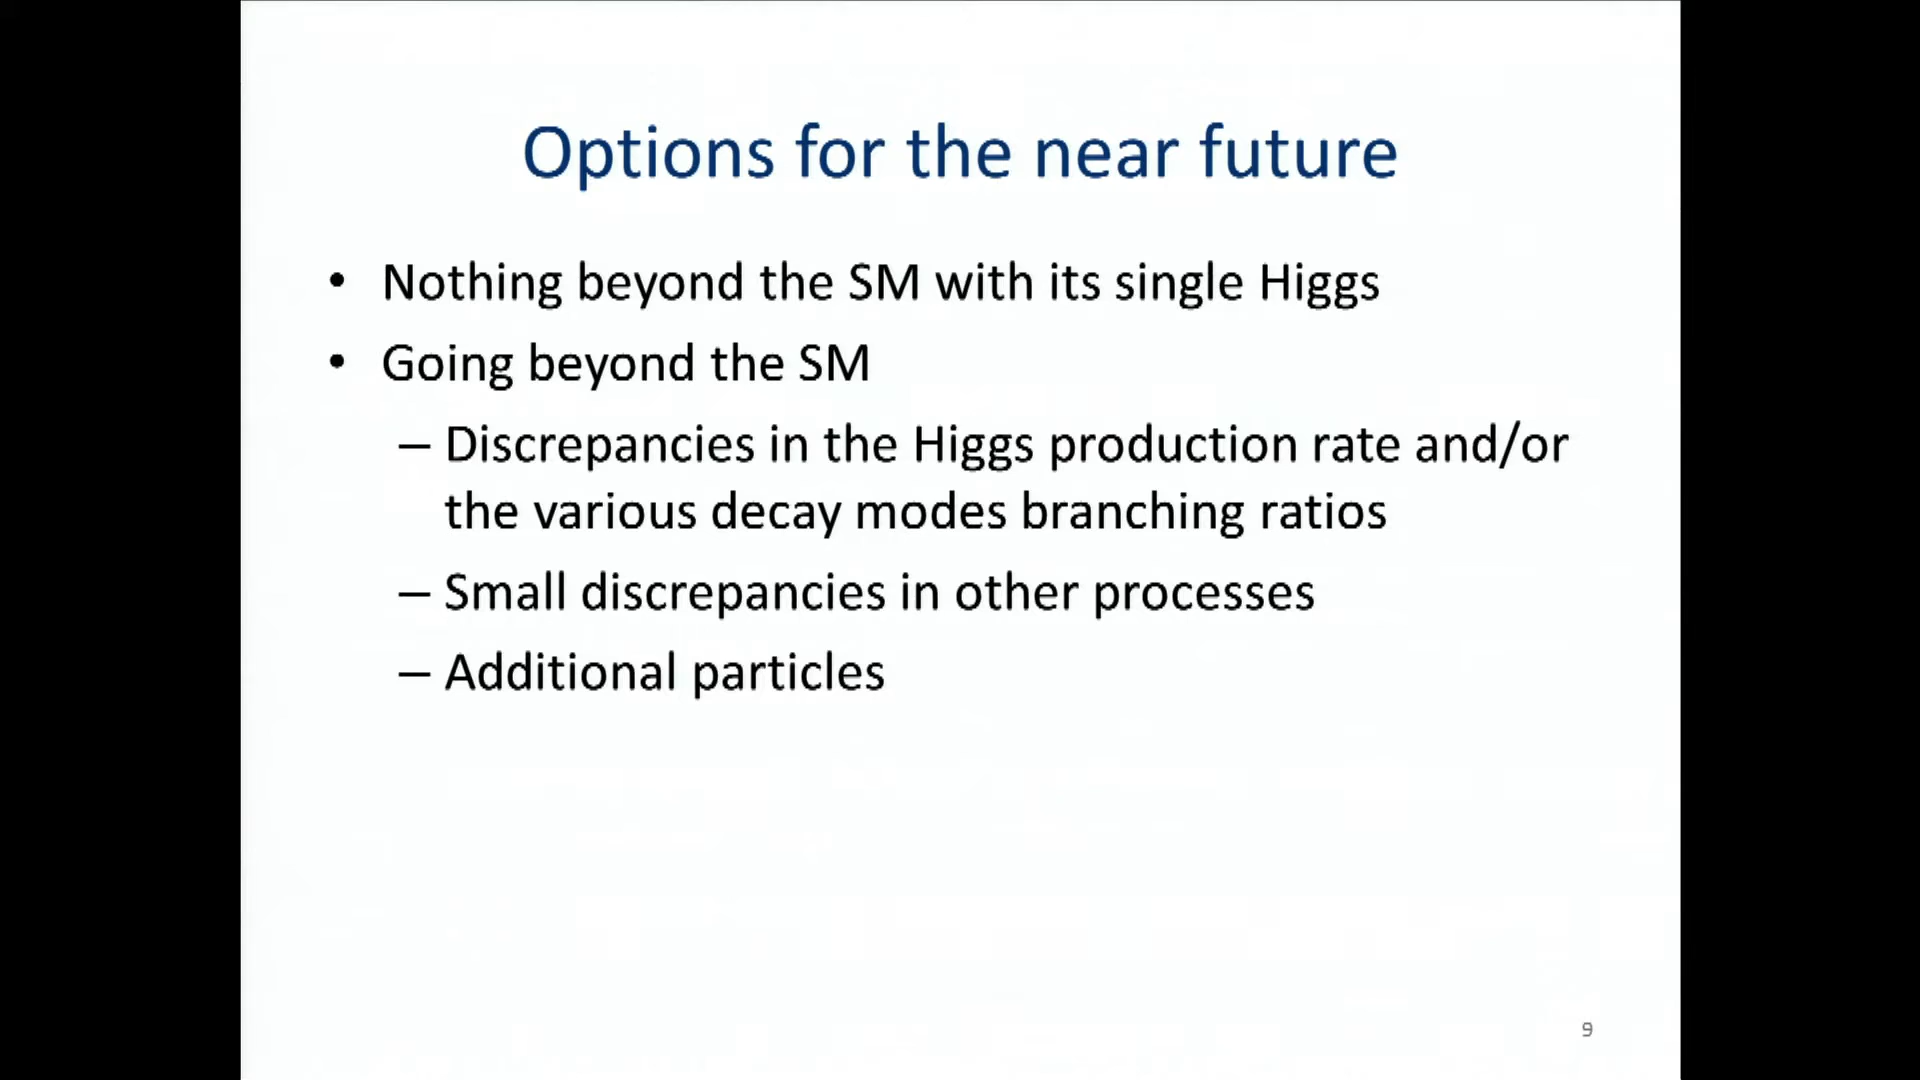 Options for the near future
• Nothing beyond the SM with its single Higgs
• Going beyond the SM
– Discrepancies in the Higgs production rate and/or
the various decay modes branching ratios
– Small discrepancies in other processes
– Additional particles
9